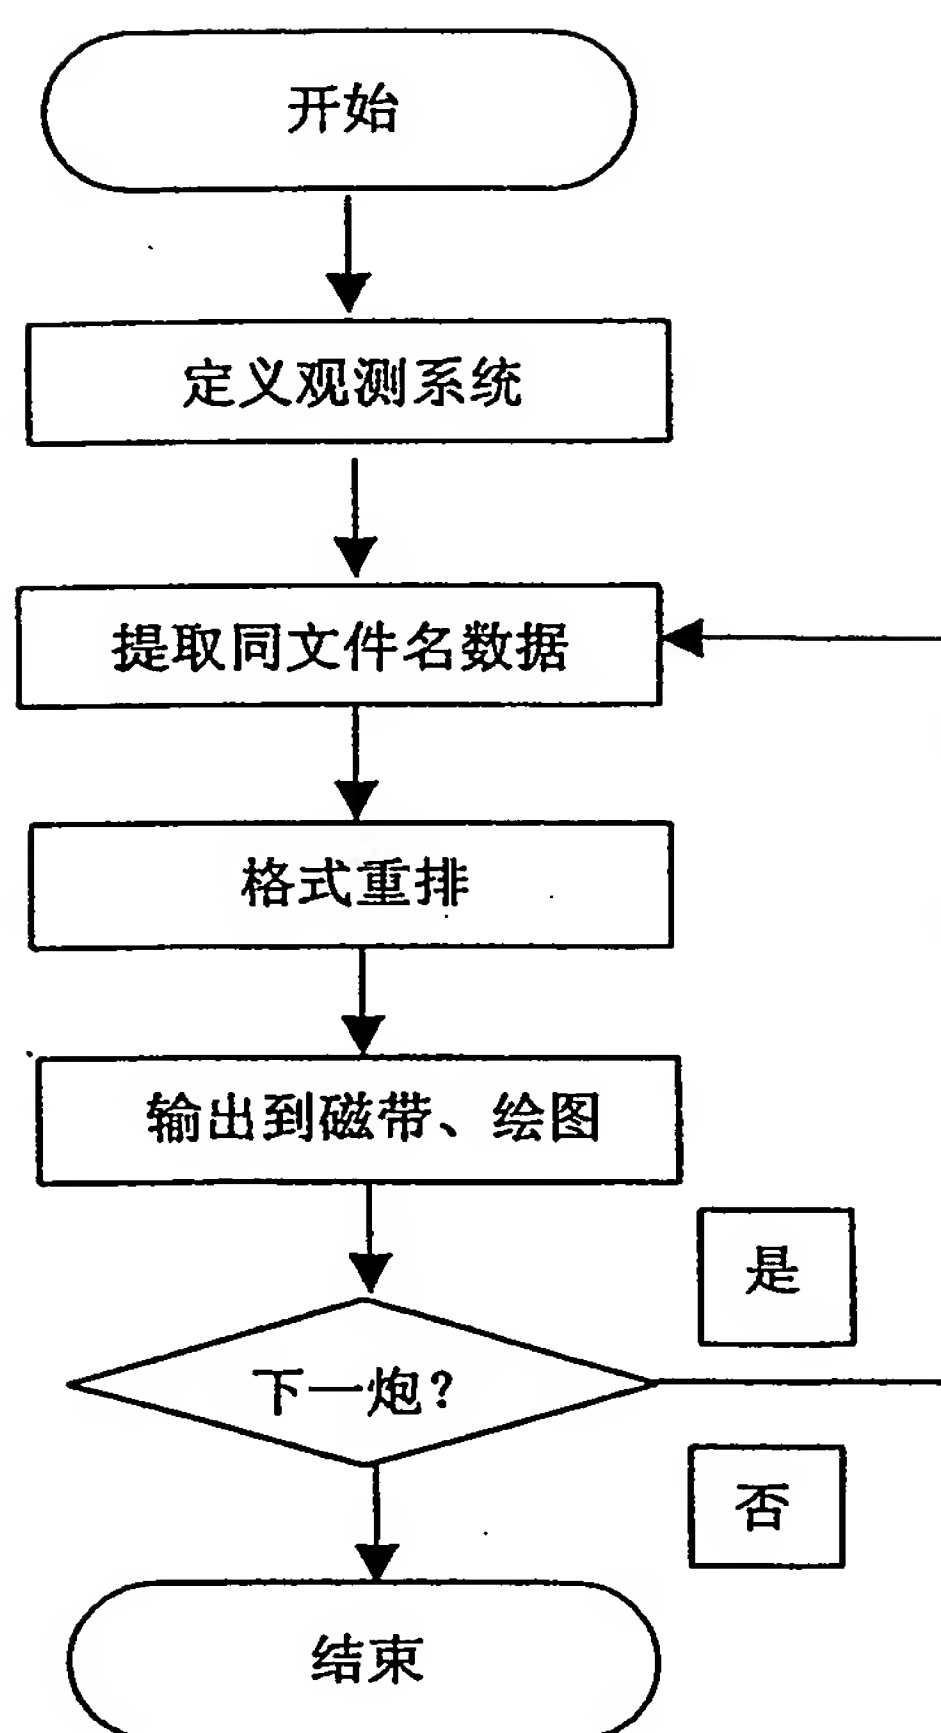 开始
定义观测系统
提取同文件名数据
格式重排
输出到磁带、绘图
是
下一炮?
否
结束